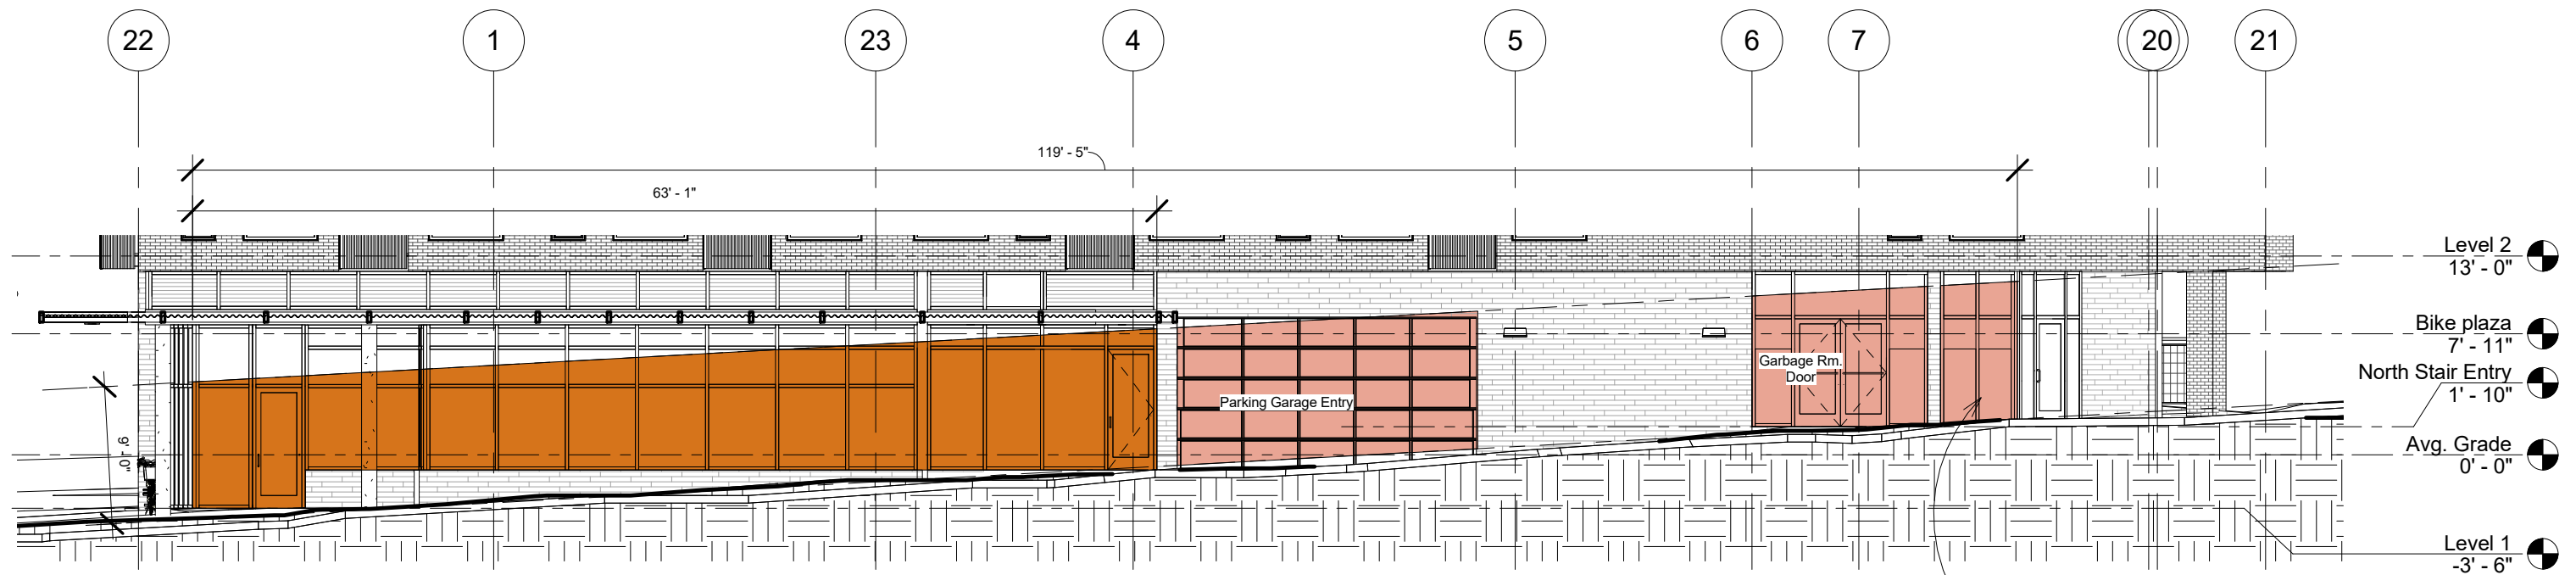 22
1
23
4
5
6
7
20
21
119' - 5"
63' - 1"
Level 2
13' - 0"
Bike plaza
7' - 11"
Garbage Rm.
Door
North Stair Entry
1' - 10"
Parking Garage Entry
9' - 0"
Avg. Grade
0' - 0"
Level 1
-3' - 6"